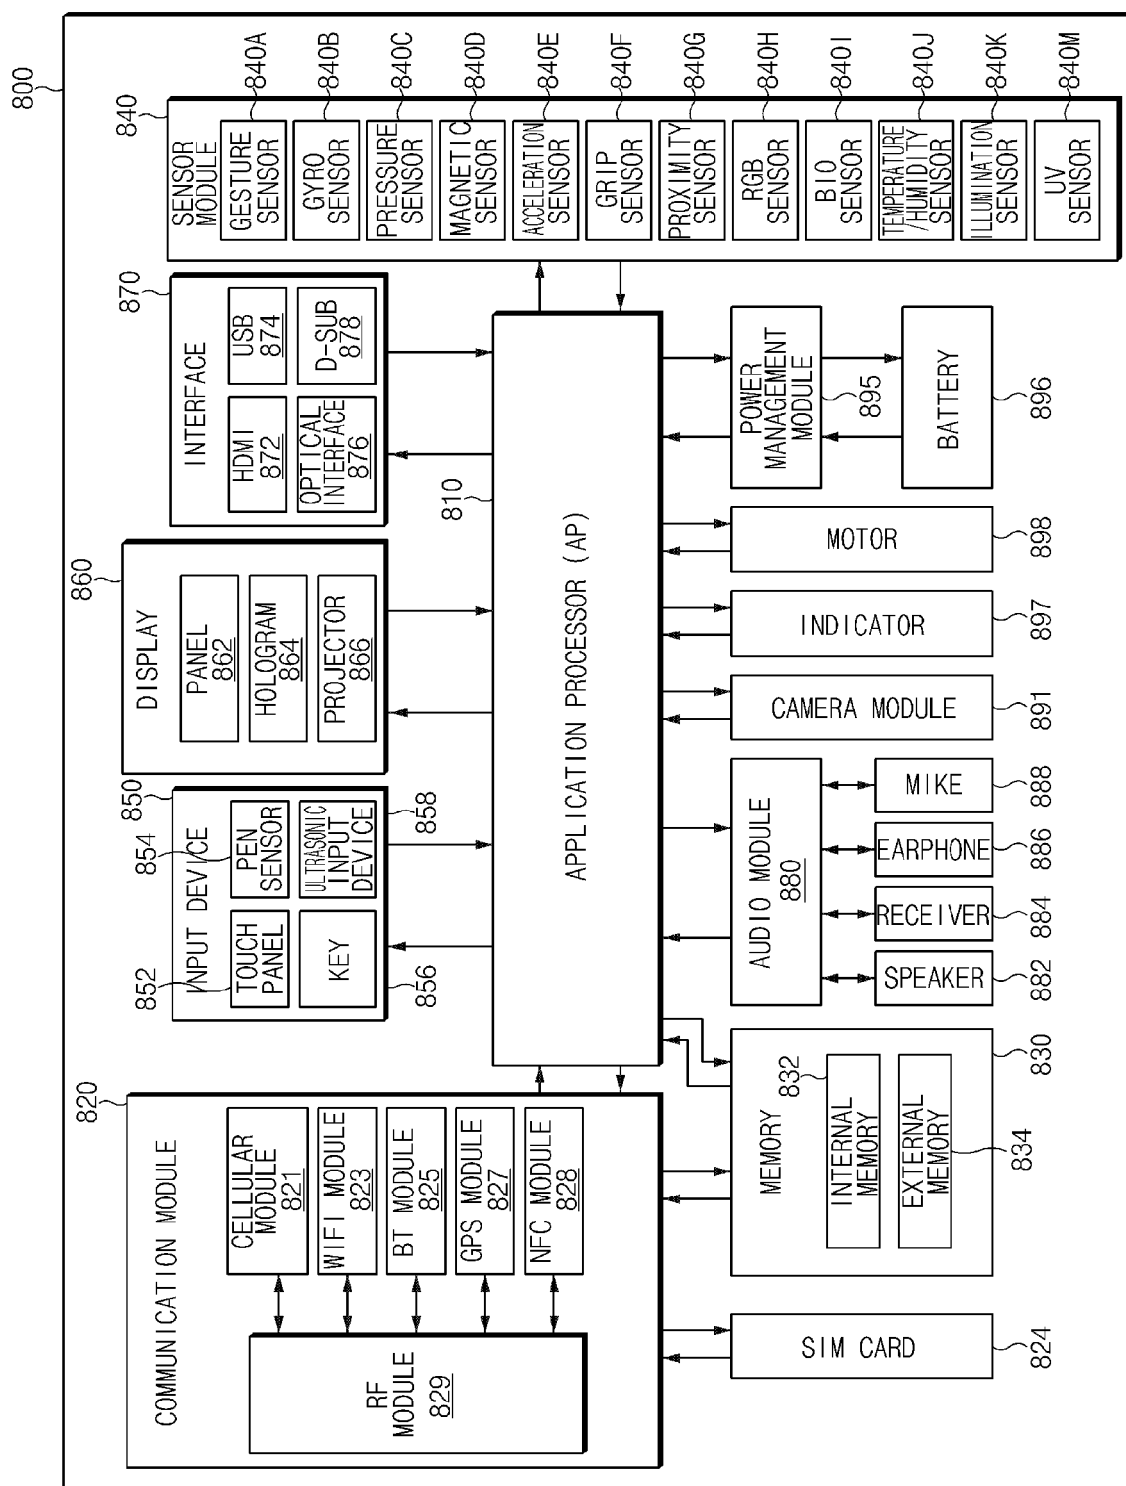 800
COMMUNICATION MODULE
820
CELLULAR
MODULE
821
WIFI MODULE
823
BT MODULE
825
GPS MODULE
827
NFC MODULE
828
RF
MODULE
829
SIM CARD
824
INPUT DEVICE
850
TOUCH
PANEL
852
PEN
SENSOR
854
KEY
856
ULTRASONIC
INPUT
DEVICE
858
DISPLAY
860
PANEL
862
HOLOGRAM
864
PROJECTOR
866
INTERFACE
870
HDMI
872
USB
874
OPTICAL
INTERFACE
876
D-SUB
878
SENSOR
MODULE
840
GESTURE
SENSOR
840A
GYRO
SENSOR
840B
PRESSURE
SENSOR
840C
MAGNETIC
SENSOR
840D
ACCELERATION
SENSOR
840E
GRIP
SENSOR
840F
PROXIMITY
SENSOR
840G
RGB
SENSOR
840H
BIO
SENSOR
840I
TEMPERATURE
/HUMIDITY
SENSOR
840J
ILLUMINATION
SENSOR
840K
UV
SENSOR
840M
APPLICATION PROCESSOR (AP)
810
MEMORY
830
INTERNAL
MEMORY
832
EXTERNAL
MEMORY
834
AUDIO MODULE
880
SPEAKER
882
RECEIVER
884
EARPHONE
886
MIKE
888
CAMERA MODULE
891
INDICATOR
897
MOTOR
898
POWER
MANAGEMENT
MODULE
895
BATTERY
896